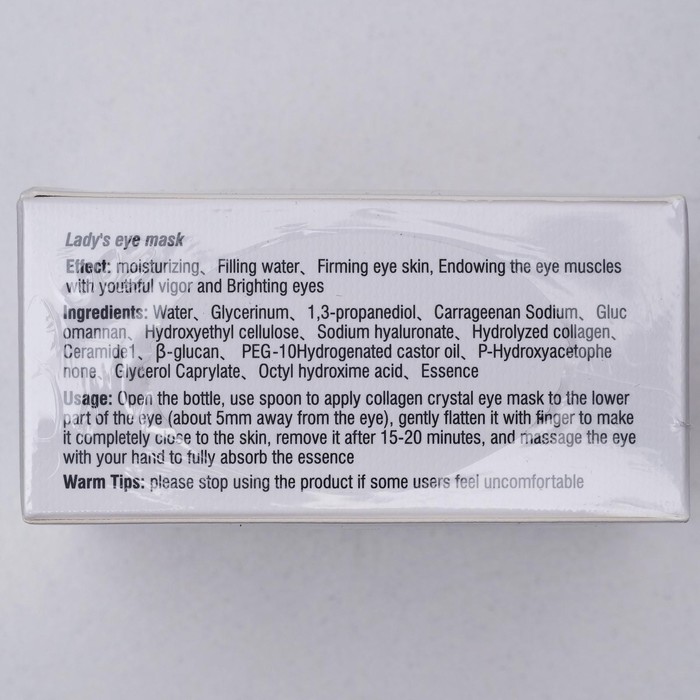 Lady's eye mask
Effect: moisturizing、 Filling water、 Firming eye skin, Endowing the eye muscles
with youthful vigor and Brighting eyes
Ingredients: Water、 Glycerinum、 1,3-propanediol、 Carrageenan Sodium、 Gluc
omannan、 Hydroxyethyl cellulose、 Sodium hyaluronate、 Hydrolyzed collagen、
Ceramide1、 β-glucan、 PEG-10Hydrogenated castor oil、 P-Hydroxyacetophe
none、 Glycerol Caprylate、 Octyl hydroxime acid、 Essence
Usage: Open the bottle, use spoon to apply collagen crystal eye mask to the lower
part of the eye (about 5mm away from the eye), gently flatten it with finger to make
it completely close to the skin, remove it after 15-20 minutes, and massage the eye
with your hand to fully absorb the essence
Warm Tips: please stop using the product if some users feel uncomfortable